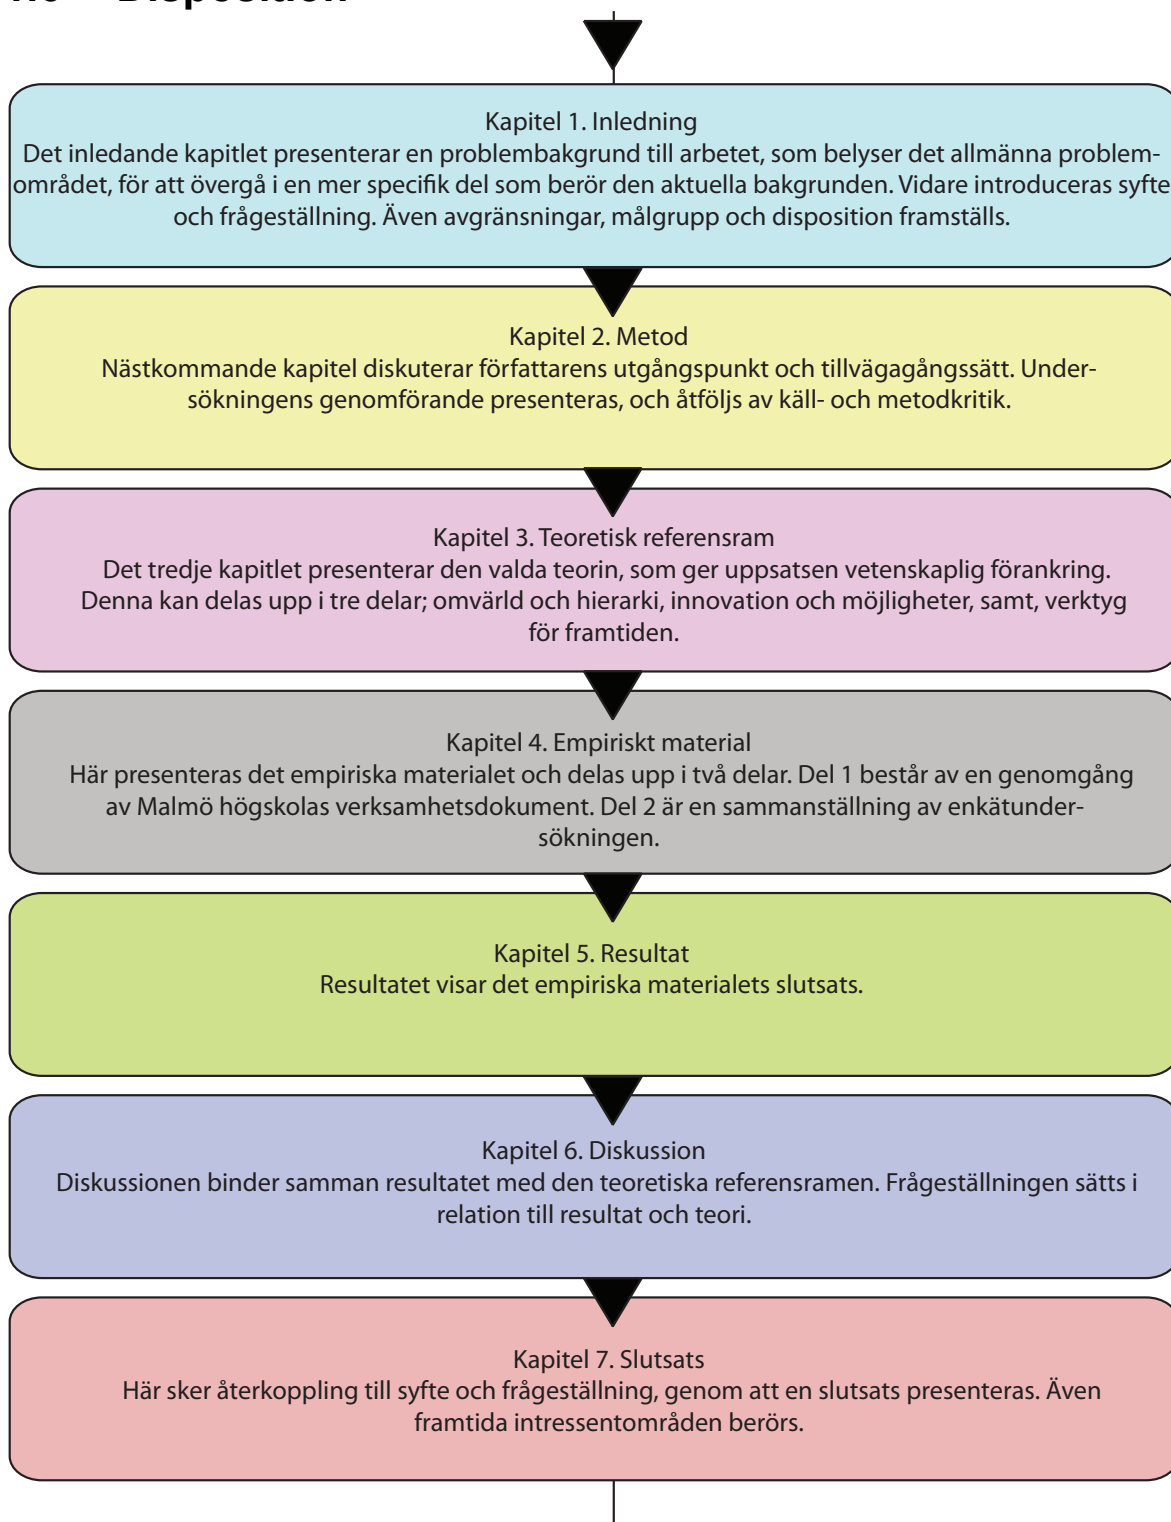 Disposition
Kapitel 1. Inledning
Det inledande kapitlet presenterar en problembakgrund till arbetet, som belyser det allmänna problem-
området, för att övergå i en mer specifik del som berör den aktuella bakgrunden. Vidare introduceras syfte
och frågeställning. Även avgränsningar, målgrupp och disposition framställs.
Kapitel 2. Metod
Nästkommande kapitel diskuterar författarens utgångspunkt och tillvägagångssätt. Under-
sökningens genomförande presenteras, och åtföljs av käll- och metodkritik.
Kapitel 3. Teoretisk referensram
Det tredje kapitlet presenterar den valda teorin, som ger uppsatsen vetenskaplig förankring.
Denna kan delas upp i tre delar; omvärld och hierarki, innovation och möjligheter, samt, verktyg
för framtiden.
Kapitel 4. Empiriskt material
Här presenteras det empiriska materialet och delas upp i två delar. Del 1 består av en genomgång
av Malmö högskolas verksamhetsdokument. Del 2 är en sammanställning av enkätunder-
sökningen.
Kapitel 5. Resultat
Resultatet visar det empiriska materialets slutsats.
Kapitel 6. Diskussion
Diskussionen binder samman resultatet med den teoretiska referensramen. Frågeställningen sätts i
relation till resultat och teori.
Kapitel 7. Slutsats
Här sker återkoppling till syfte och frågeställning, genom att en slutsats presenteras. Även
framtida intressentområden berörs.